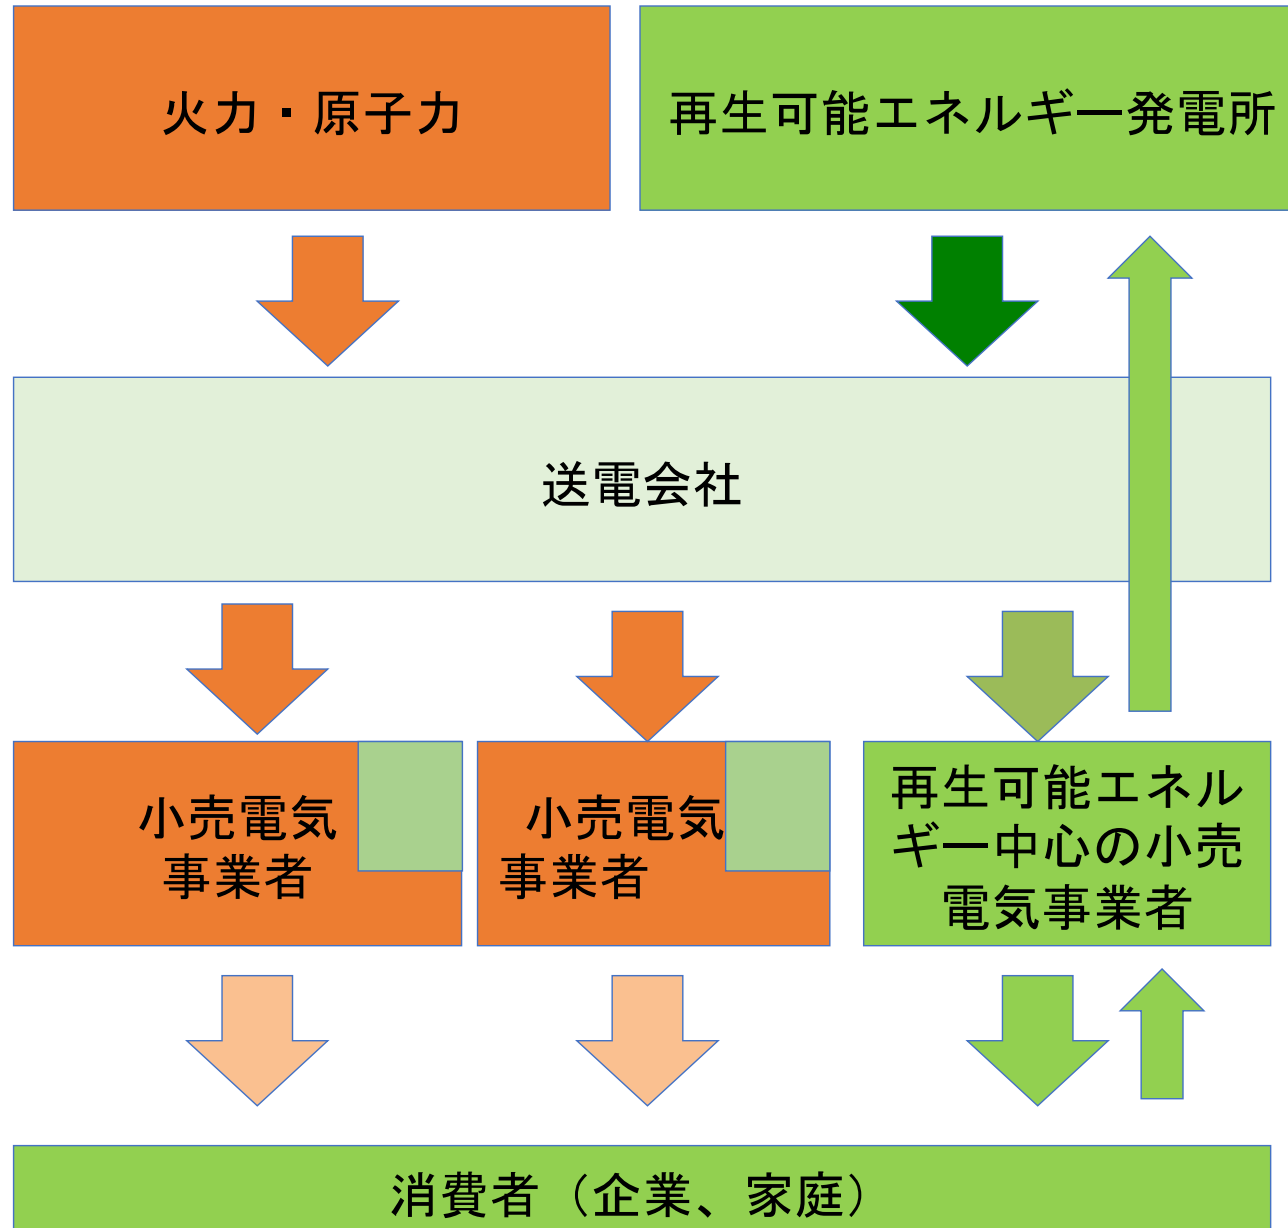 火力・原子力
再生可能エネルギー発電所
送電会社
小売電気
事業者
小売電気
事業者
再生可能エネル
ギー中心の小売
電気事業者
消費者（企業、家庭）